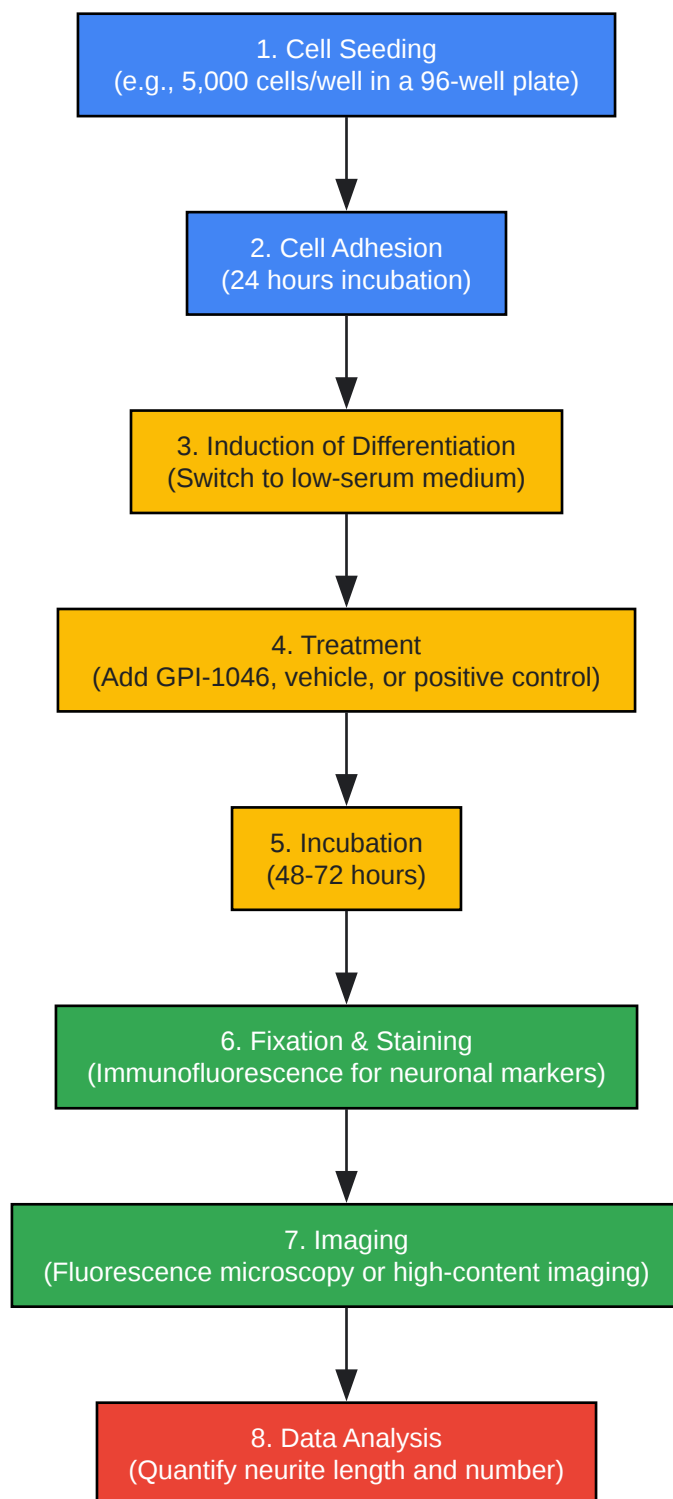 1. Cell Seeding
(e.g., 5,000 cells/well in a 96-well plate)
2. Cell Adhesion
(24 hours incubation)
3. Induction of Differentiation
(Switch to low-serum medium)
4. Treatment
(Add GPI-1046, vehicle, or positive control)
5. Incubation
(48-72 hours)
6. Fixation & Staining
(Immunofluorescence for neuronal markers)
7. Imaging
(Fluorescence microscopy or high-content imaging)
8. Data Analysis
(Quantify neurite length and number)